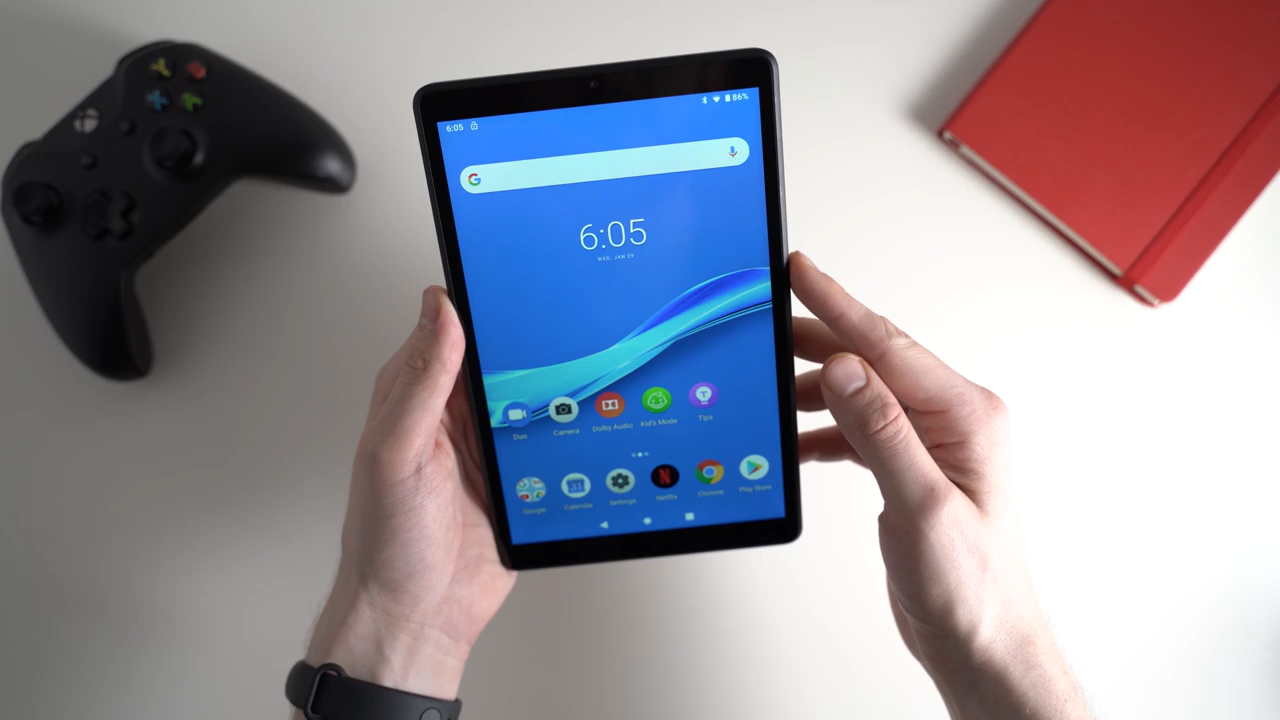 6:05
86%
G
6:05
WED, JAN 29
Duo
Camera
Dolby Audio
Kid's Mode
T
Tips
31
N
Google
Calendar
Settings
Netflix
Chrome
Play Store
Y
B
X
A